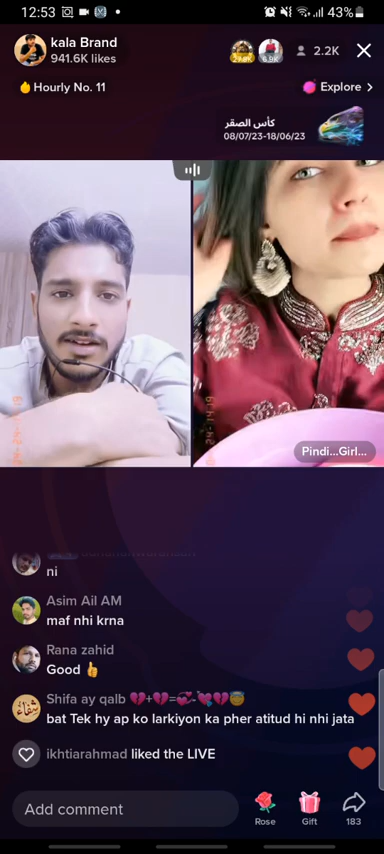 12:53
43%
kala Brand
941.6K likes
2.2K
Hourly No. 11
Explore >
كأس الصقر
08/07/23-18/06/23
Pindi...Girl...
ni
Asim Ail AM
maf nhi krna
Rana zahid
Good 👍
Shifa ay qalb 💔+💔=💞 💘💔😇
bat Tek hy ap ko larkiyon ka pher atitud hi nhi jata
ikhtiarahmad liked the LIVE
Add comment
Rose
Gift
183